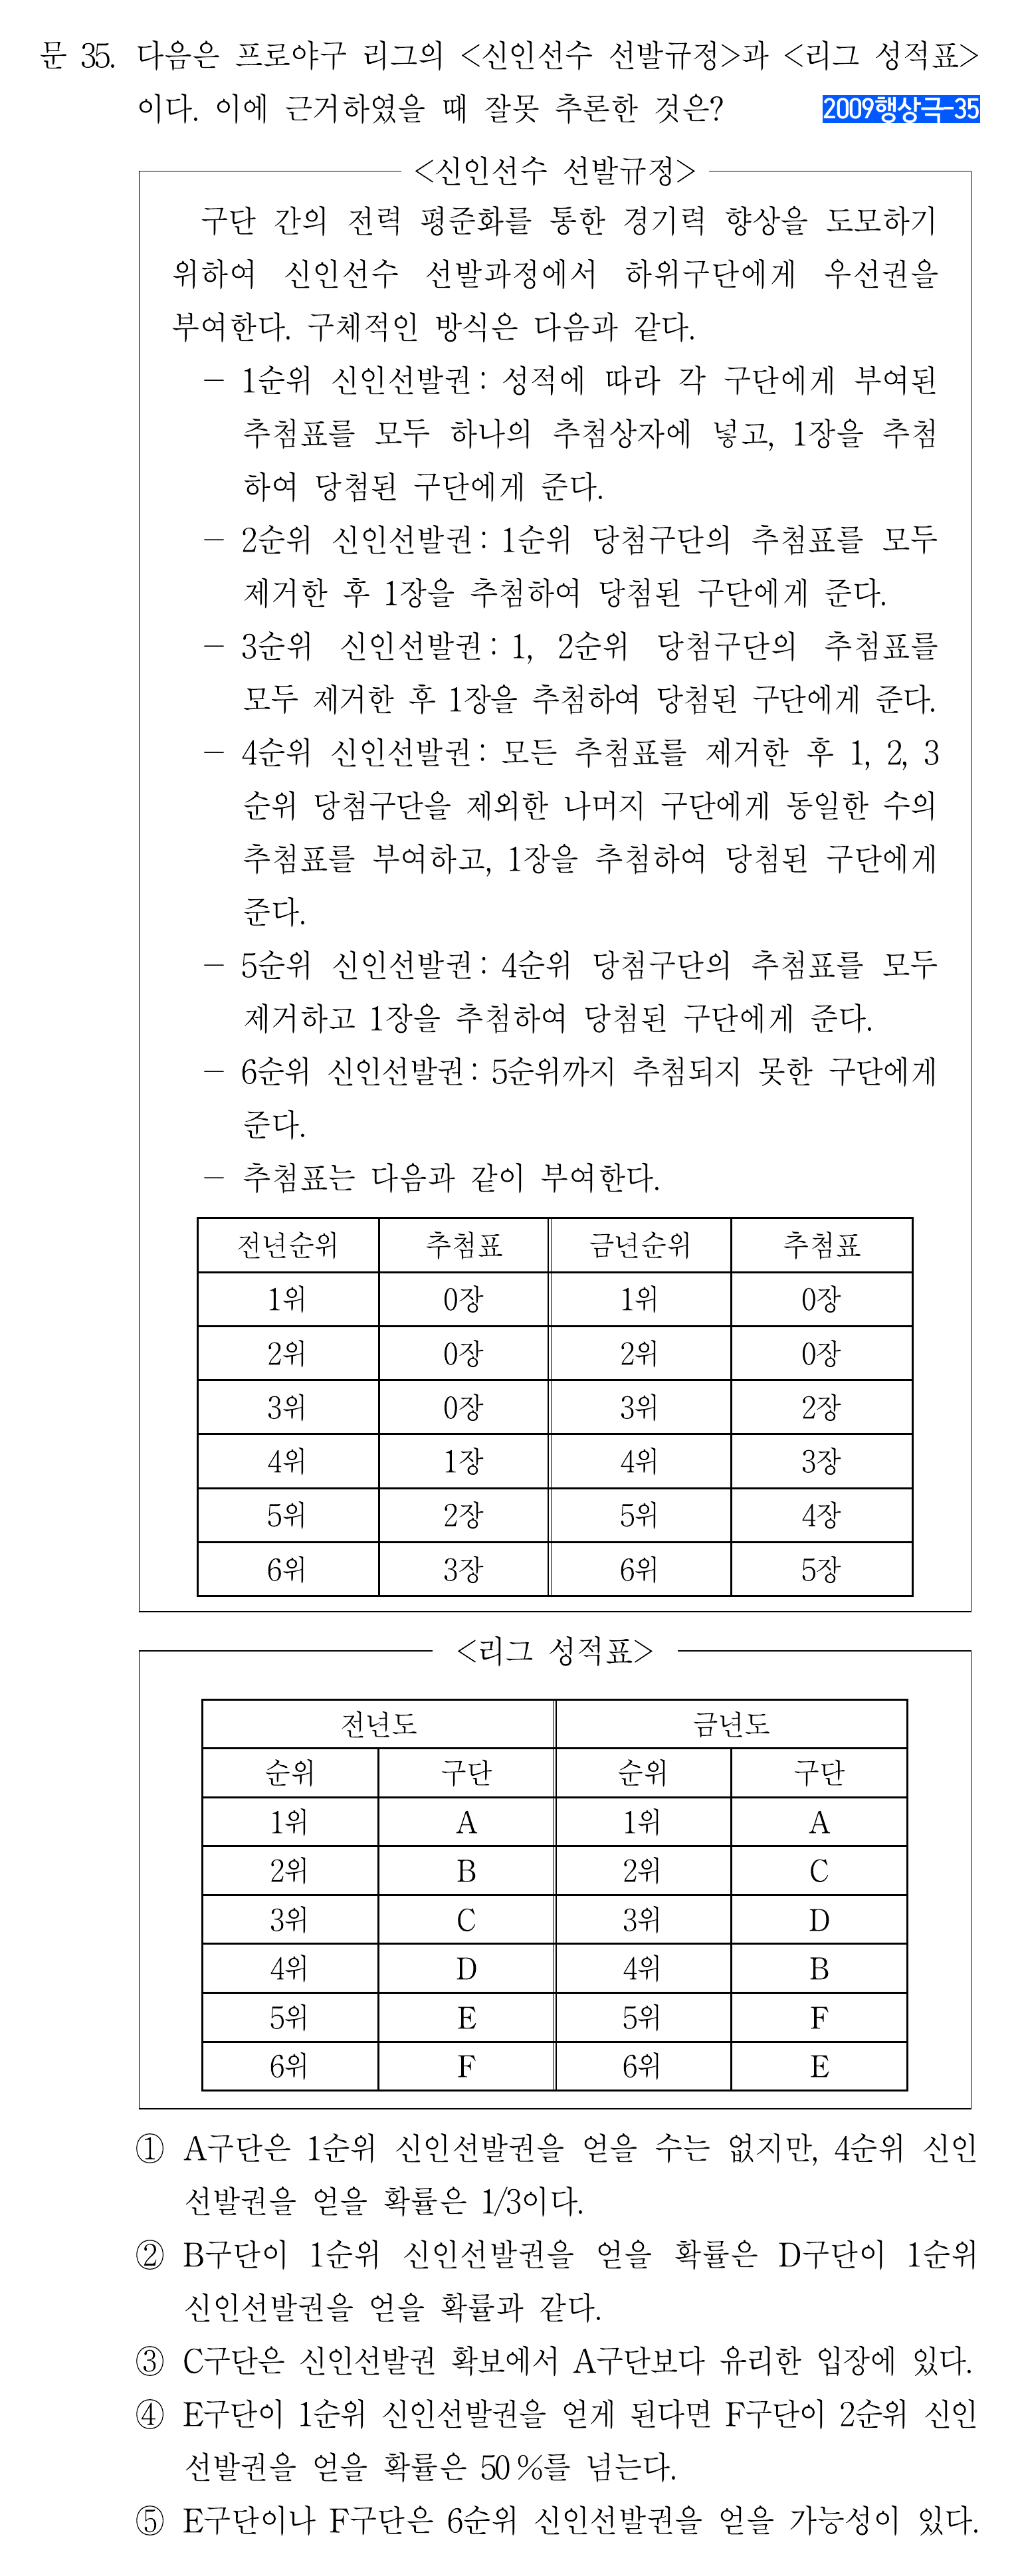 문 35. 다음은 프로야구 리그의 <신인선수 선발규정>과 <리그 성적표>
이다. 이에 근거하였을 때 잘못 추론한 것은? 2009행상극-35
<신인선수 선발규정>
구단 간의 전력 평준화를 통한 경기력 향상을 도모하기
위하여 신인선수 선발과정에서 하위구단에게 우선권을
부여한다. 구체적인 방식은 다음과 같다.
- 1순위 신인선발권: 성적에 따라 각 구단에게 부여된
추첨표를 모두 하나의 추첨상자에 넣고, 1장을 추첨
하여 당첨된 구단에게 준다.
- 2순위 신인선발권: 1순위 당첨구단의 추첨표를 모두
제거한 후 1장을 추첨하여 당첨된 구단에게 준다.
- 3순위 신인선발권: 1, 2순위 당첨구단의 추첨표를
모두 제거한 후 1장을 추첨하여 당첨된 구단에게 준다.
- 4순위 신인선발권: 모든 추첨표를 제거한 후 1, 2, 3
순위 당첨구단을 제외한 나머지 구단에게 동일한 수의
추첨표를 부여하고, 1장을 추첨하여 당첨된 구단에게
준다.
- 5순위 신인선발권: 4순위 당첨구단의 추첨표를 모두
제거하고 1장을 추첨하여 당첨된 구단에게 준다.
- 6순위 신인선발권: 5순위까지 추첨되지 못한 구단에게
준다.
- 추첨표는 다음과 같이 부여한다.
전년순위 추첨표 금년순위 추첨표
1위 0장 1위 0장
2위 0장 2위 0장
3위 0장 3위 2장
4위 1장 4위 3장
5위 2장 5위 4장
6위 3장 6위 5장
<리그 성적표>
전년도 금년도
순위 구단 순위 구단
1위 A 1위 A
2위 B 2위 C
3위 C 3위 D
4위 D 4위 B
5위 E 5위 F
6위 F 6위 E
① A구단은 1순위 신인선발권을 얻을 수는 없지만, 4순위 신인
선발권을 얻을 확률은 1/3이다.
② B구단이 1순위 신인선발권을 얻을 확률은 D구단이 1순위
신인선발권을 얻을 확률과 같다.
③ C구단은 신인선발권 확보에서 A구단보다 유리한 입장에 있다.
④ E구단이 1순위 신인선발권을 얻게 된다면 F구단이 2순위 신인
선발권을 얻을 확률은 50%를 넘는다.
⑤ E구단이나 F구단은 6순위 신인선발권을 얻을 가능성이 있다.